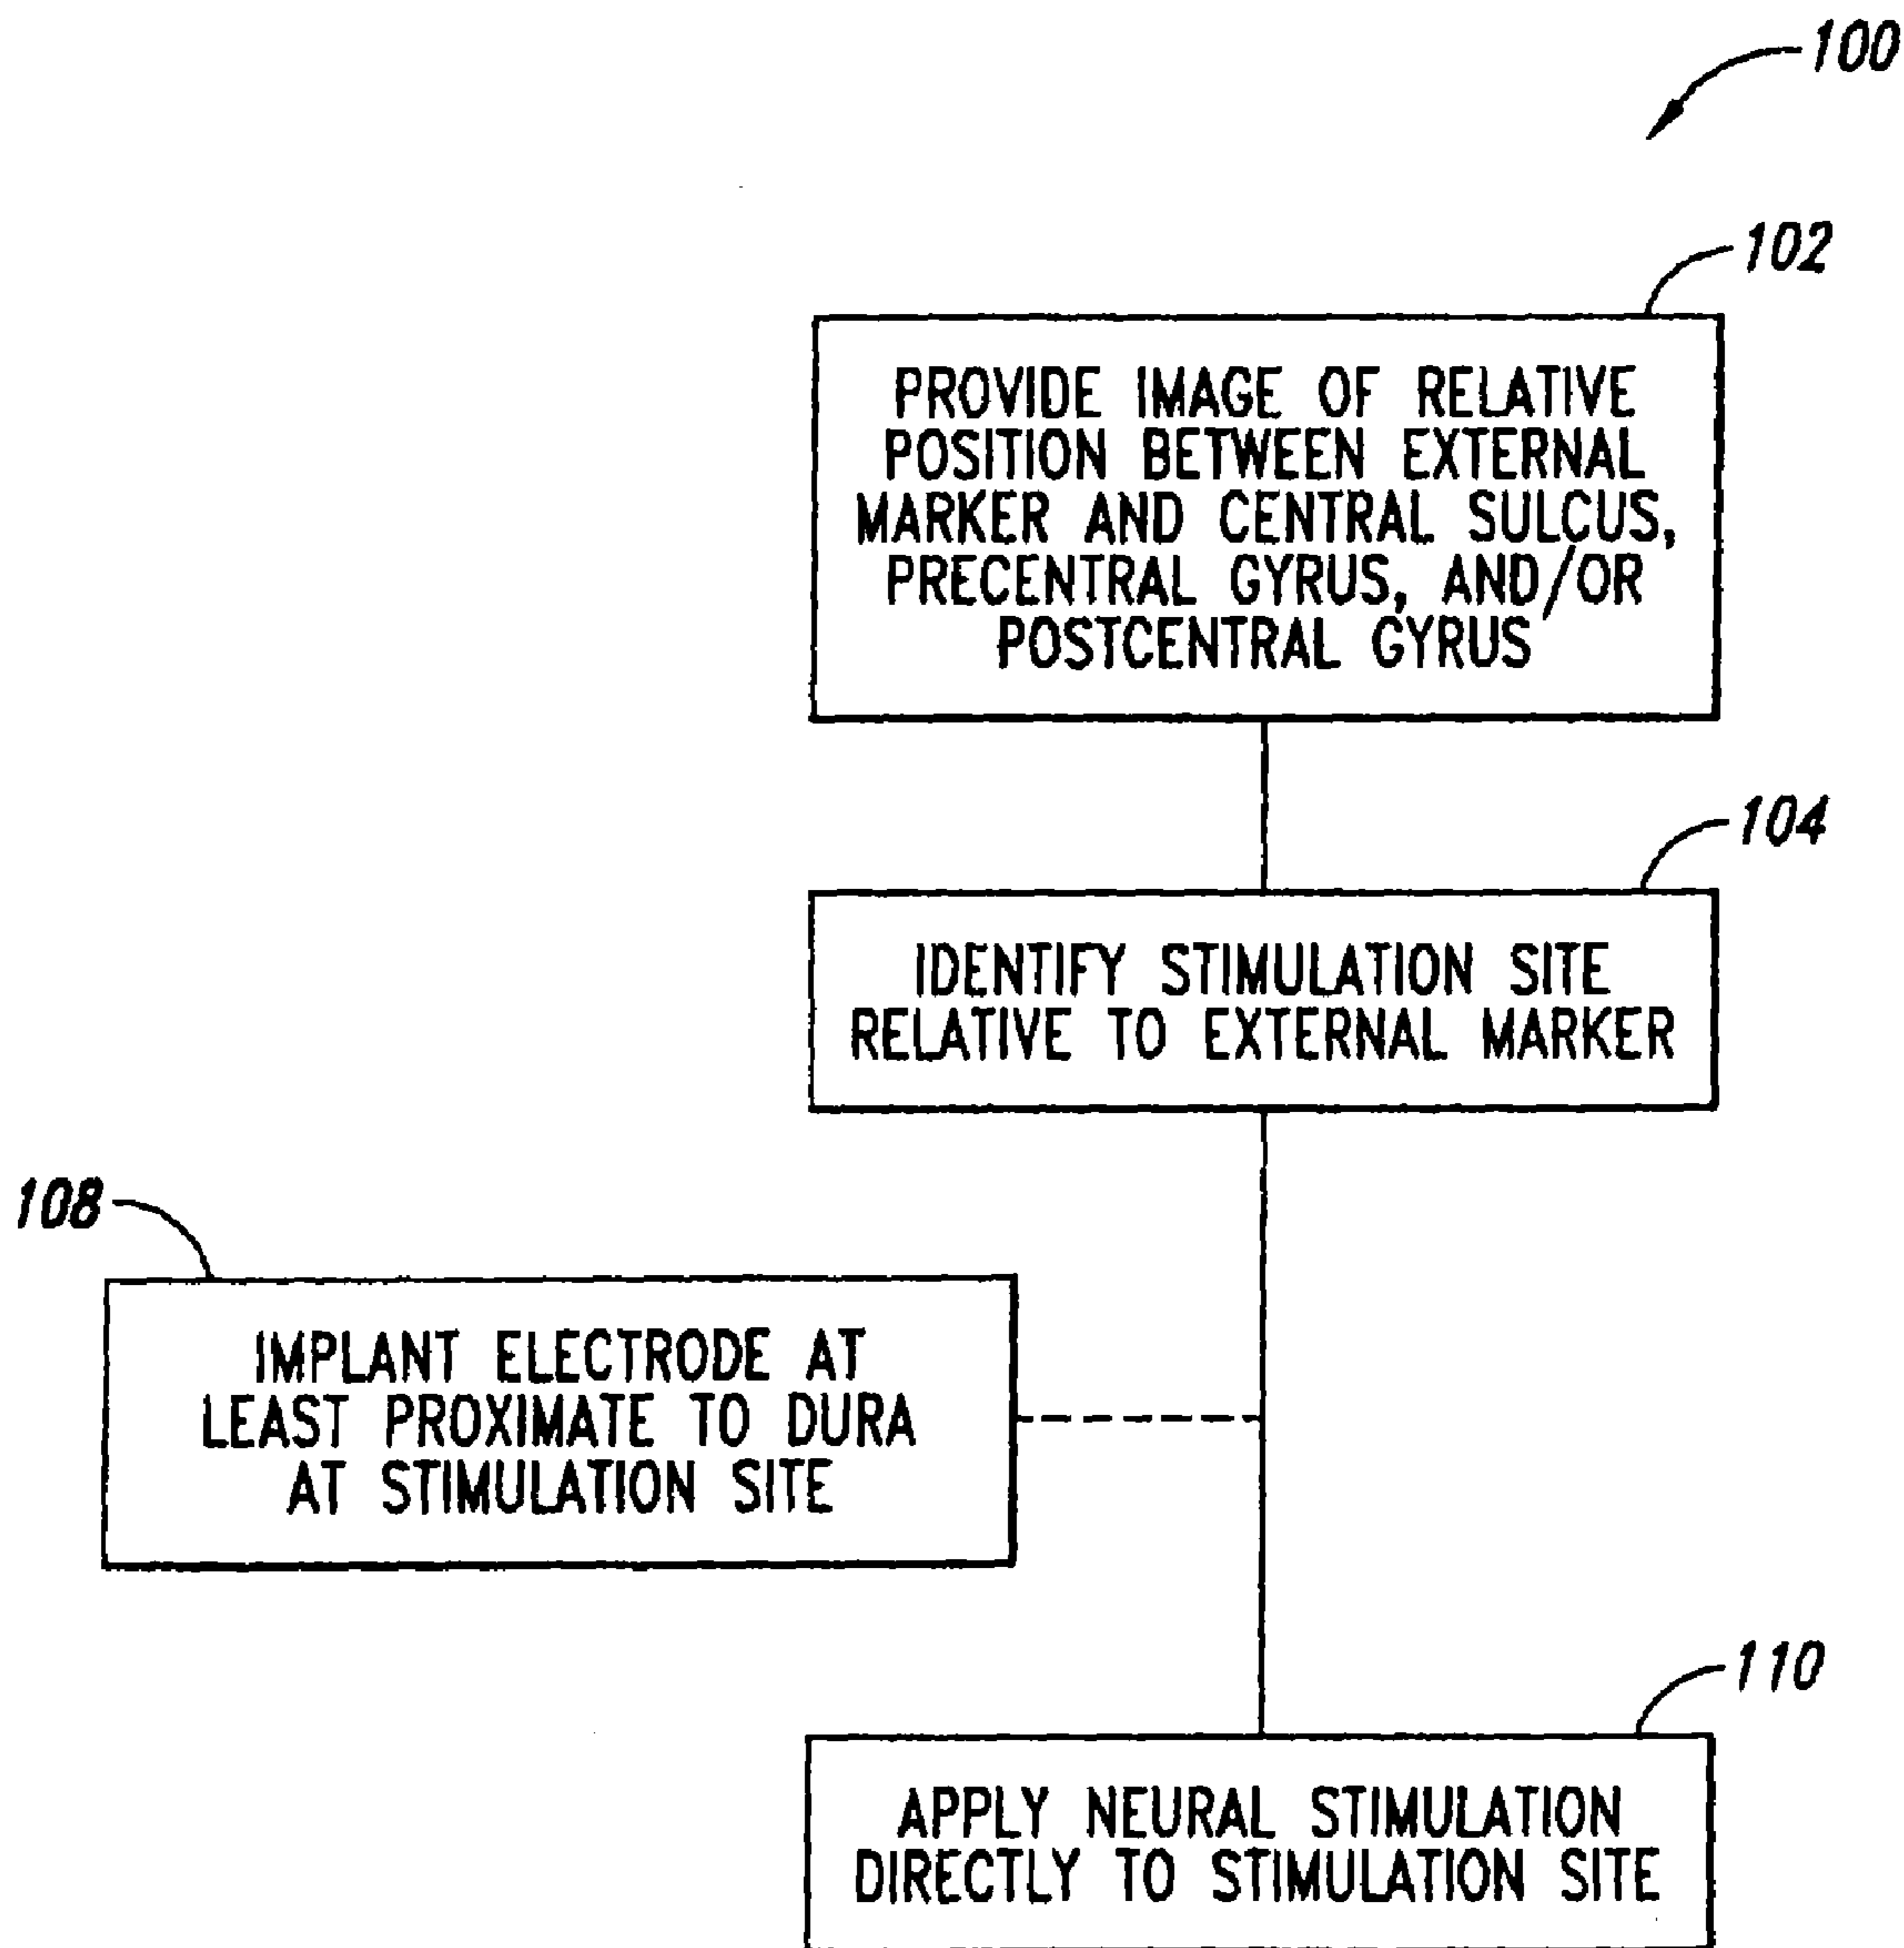 100
102
PROVIDE IMAGE OF RELATIVE
POSITION BETWEEN EXTERNAL
MARKER AND CENTRAL SULCUS,
PRECENTRAL GYRUS, AND/OR
POSTCENTRAL GYRUS
104
IDENTIFY STIMULATION SITE
RELATIVE TO EXTERNAL MARKER
108
IMPLANT ELECTRODE AT
LEAST PROXIMATE TO DURA
AT STIMULATION SITE
110
APPLY NEURAL STIMULATION
DIRECTLY TO STIMULATION SITE